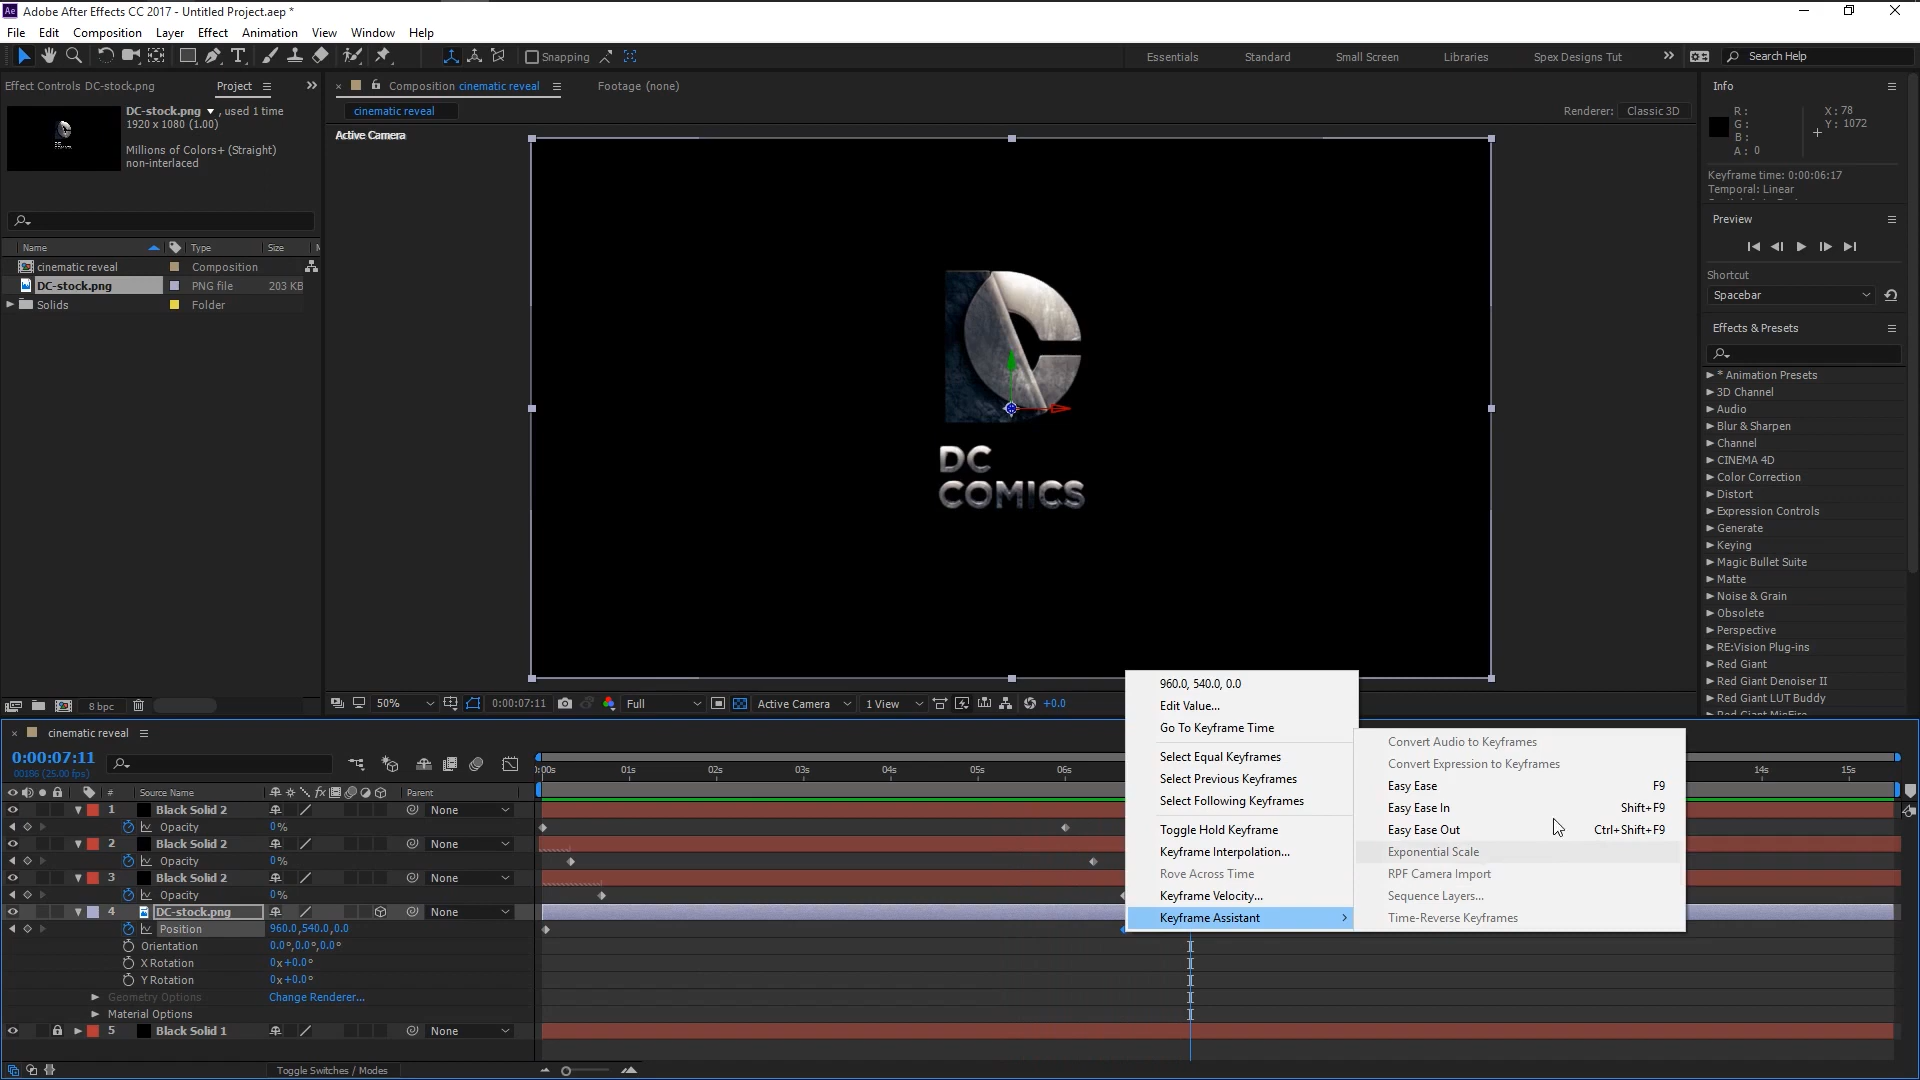 Adobe After Effects CC 2017 - Untitled Project.aep *
File Edit Composition Layer Effect Animation View Window Help
Snapping
Essentials Standard Small Screen Libraries Spex Designs Tut Search Help
Effect Controls DC-stock.png Project
DC-stock.png , used 1 time
1920 x 1080 (1.00)
Millions of Colors+ (Straight)
non-interlaced
Name Type Size
cinematic reveal Composition
DC-stock.png PNG file 203 KB
Solids Folder
8 bpc
Composition cinematic reveal Footage (none)
cinematic reveal
Renderer: Classic 3D
Active Camera
DC
COMICS
50% 0:00:07:11 Full Active Camera 1 View +0.0
Info
R : X : 78
G : Y : 1072
B :
A : 0
Keyframe time: 0:00:06:17
Temporal: Linear
Preview
Shortcut
Spacebar
Effects & Presets
* Animation Presets
3D Channel
Audio
Blur & Sharpen
Channel
CINEMA 4D
Color Correction
Distort
Expression Controls
Generate
Keying
Magic Bullet Suite
Matte
Noise & Grain
Obsolete
Perspective
RE:Vision Plug-ins
Red Giant
Red Giant Denoiser II
Red Giant LUT Buddy
960.0, 540.0, 0.0
Edit Value...
Go To Keyframe Time
Select Equal Keyframes
Select Previous Keyframes
Select Following Keyframes
Toggle Hold Keyframe
Keyframe Interpolation...
Rove Across Time
Keyframe Velocity...
Keyframe Assistant
Convert Audio to Keyframes
Convert Expression to Keyframes
Easy Ease F9
Easy Ease In Shift+F9
Easy Ease Out Ctrl+Shift+F9
Exponential Scale
RPF Camera Import
Sequence Layers...
Time-Reverse Keyframes
cinematic reveal
0:00:07:11
00186 (25.00 fps)
# Source Name fx Parent
:00s 01s 02s 03s 04s 05s 06s 14s 15s
1 Black Solid 2 None
Opacity 0%
2 Black Solid 2 None
Opacity 0%
3 Black Solid 2 None
Opacity 0%
4 DC-stock.png None
Position 960.0,540.0,0.0
Orientation 0.0°,0.0°,0.0°
X Rotation 0x+0.0°
Y Rotation 0x+0.0°
Geometry Options Change Renderer...
Material Options
5 Black Solid 1 None
Toggle Switches / Modes